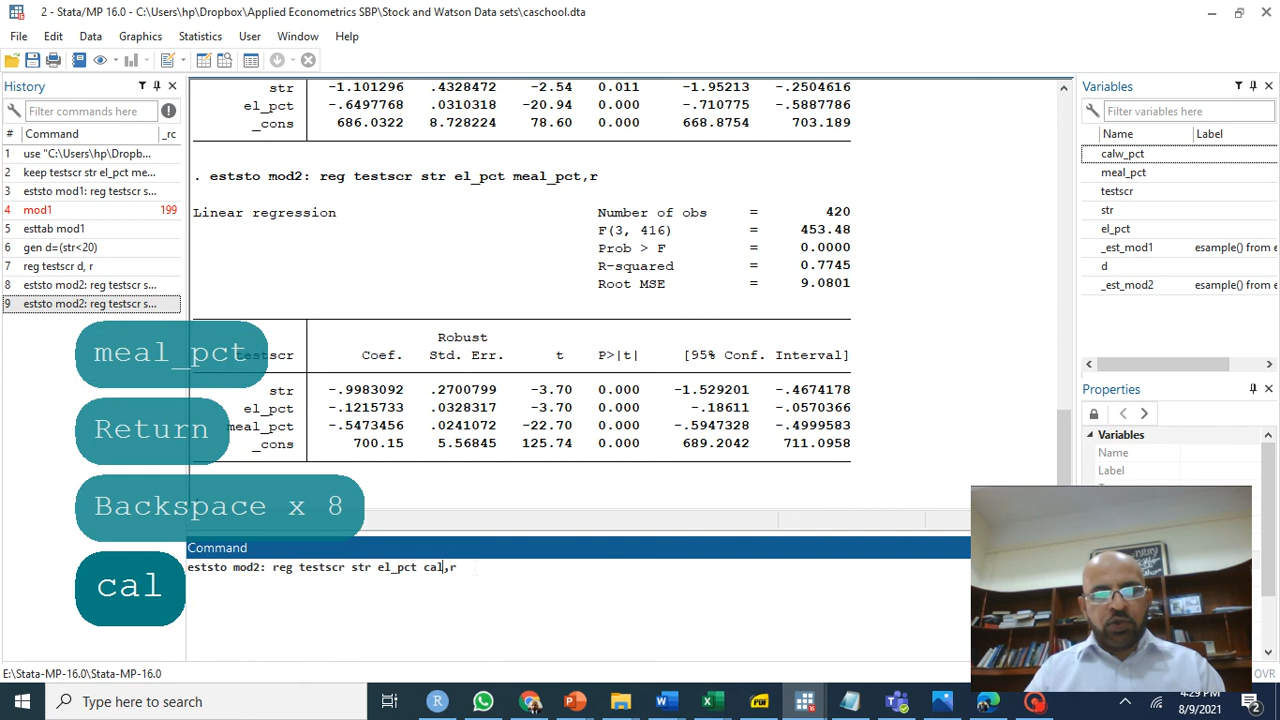 2 - Stata/MP 16.0 - C:\Users\hp\Dropbox\Applied Econometrics SBP\Stock and Watson Data sets\caschool.dta
File Edit Data Graphics Statistics User Window Help
History
Filter commands here
# Command _rc
1 use "C:\Users\hp\Dropb...
2 keep testscr str el_pct me...
3 eststo mod1: reg testscr s...
4 mod1 199
5 esttab mod1
6 gen d=(str<20)
7 reg testscr d, r
8 eststo mod2: reg testscr s...
9 eststo mod2: reg testscr s...
str -1.101296 .4328472 -2.54 0.011 -1.95213 -.2504616
el_pct -.6497768 .0310318 -20.94 0.000 -.710775 -.5887786
_cons 686.0322 8.728224 78.60 0.000 668.8754 703.189
. eststo mod2: reg testscr str el_pct meal_pct,r
Linear regression Number of obs = 420
F(3, 416) = 453.48
Prob > F = 0.0000
R-squared = 0.7745
Root MSE = 9.0801
Robust
testscr Coef. Std. Err. t P>|t| [95% Conf. Interval]
str -.9983092 .2700799 -3.70 0.000 -1.529201 -.4674178
el_pct -.1215733 .0328317 -3.70 0.000 -.18611 -.0570366
meal_pct -.5473456 .0241072 -22.70 0.000 -.5947328 -.4999583
_cons 700.15 5.56845 125.74 0.000 689.2042 711.0958
meal_pct
Return
Backspace x 8
cal
Command
eststo mod2: reg testscr str el_pct cal,r
Variables
Filter variables here
Name Label
calw_pct
meal_pct
testscr
str
el_pct
_est_mod1 esample() from e
d
_est_mod2 esample() from e
Properties
Variables
Name
Label
E:\Stata-MP-16.0\Stata-MP-16.0
OVR
Type here to search
4:29 PM
8/9/2021
2